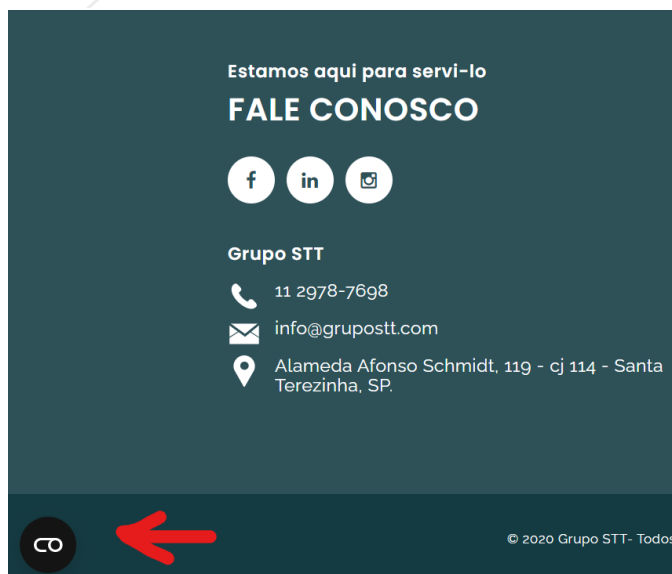 Estamos aqui para servi-lo
FALE CONOSCO
f
in
Grupo STT
11 2978-7698
info@grupostt.com
Alameda Afonso Schmidt, 119 - cj 114 - Santa
Terezinha, SP.
© 2020 Grupo STT- Todos